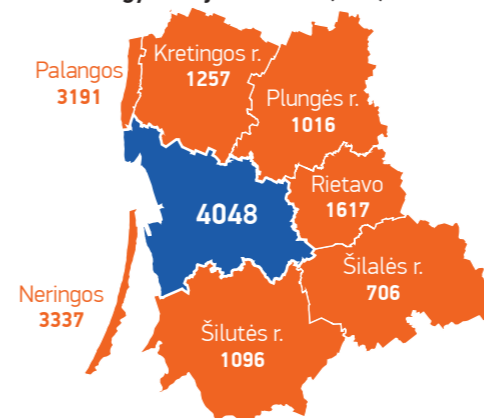 Kretingos r.
1257
Palangos
3191
Plungės r.
1016
Rietavo
1617
4048
Šilalės r.
706
Neringos
3337
Šilutės r.
1096